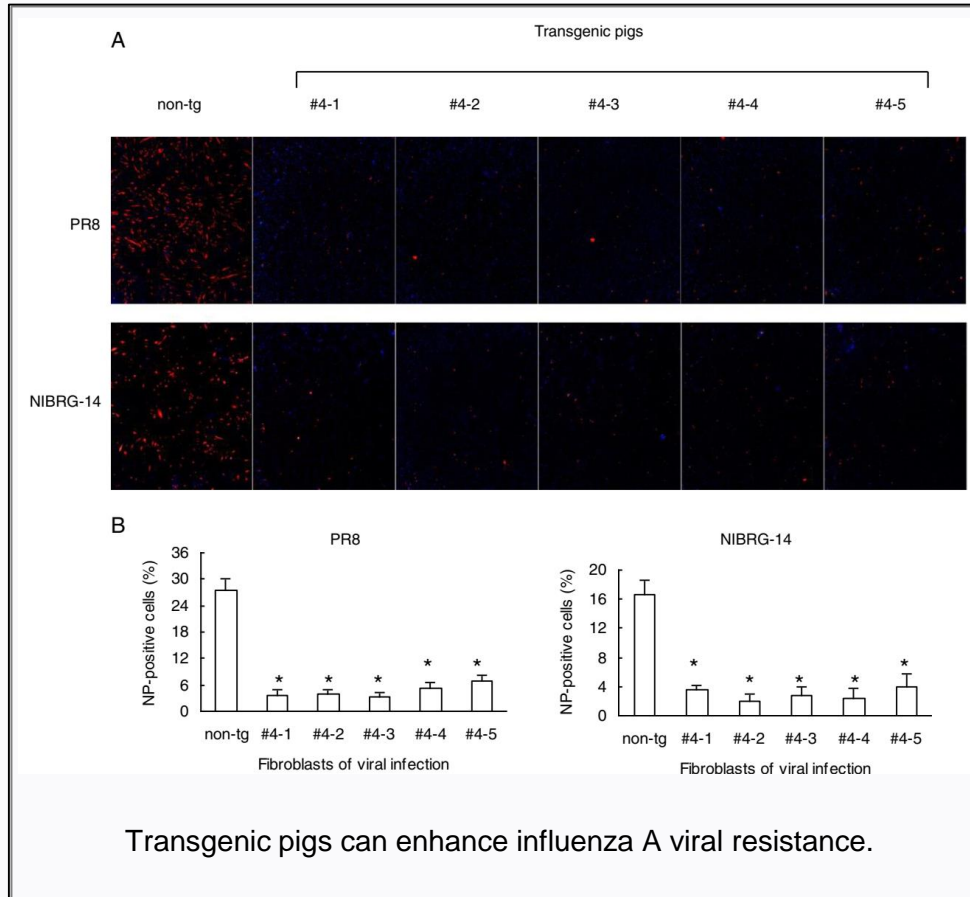 A
Transgenic pigs
non-tg #4-1 #4-2 #4-3 #4-4 #4-5
PR8
NIBRG-14
B
PR8
NP-positive cells (%)
36
30
24
18
12
6
0
* * * * *
non-tg #4-1 #4-2 #4-3 #4-4 #4-5
Fibroblasts of viral infection
NIBRG-14
NP-positive cells (%)
20
16
12
8
4
0
* * * * *
non-tg #4-1 #4-2 #4-3 #4-4 #4-5
Fibroblasts of viral infection
Transgenic pigs can enhance influenza A viral resistance.